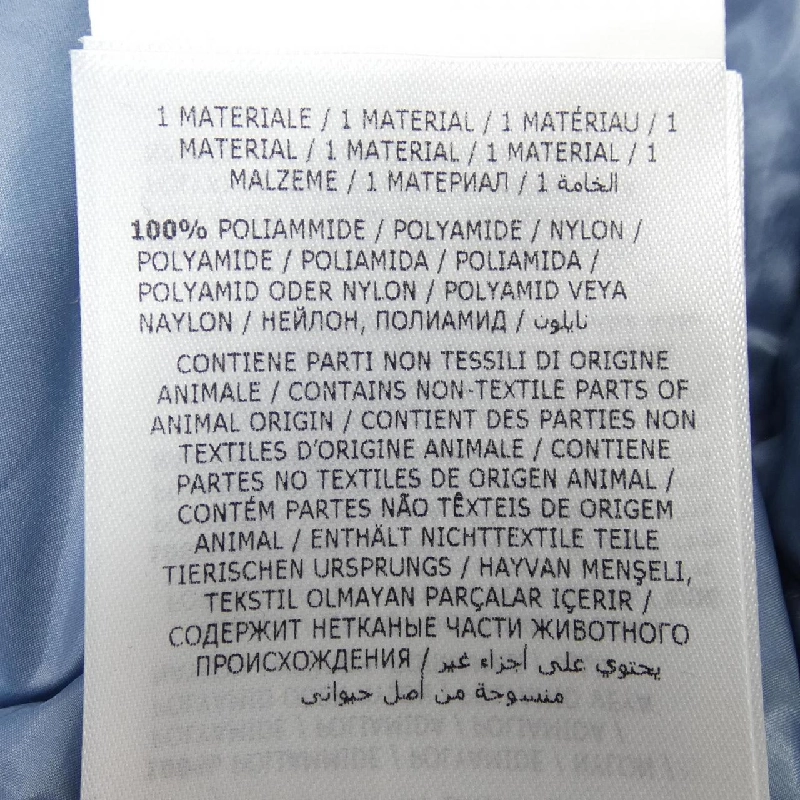 1 MATERIALE / 1 MATERIAL / 1 MATÉRIAU / 1
MATERIAL / 1 MATERIAL / 1 MATERIAL / 1
MALZEME / 1 МАТЕРИАЛ / 1 الخامة
100% POLIAMMIDE / POLYAMIDE / NYLON /
POLYAMIDE / POLIAMIDA / POLIAMIDA /
POLYAMID ODER NYLON / POLYAMID VEYA
NAYLON / НЕЙЛОН, ПОЛИАМИД / نايلون
CONTIENE PARTI NON TESSILI DI ORIGINE
ANIMALE / CONTAINS NON-TEXTILE PARTS OF
ANIMAL ORIGIN / CONTIENT DES PARTIES NON
TEXTILES D'ORIGINE ANIMALE / CONTIENE
PARTES NO TEXTILES DE ORIGEN ANIMAL /
CONTÉM PARTES NÃO TÊXTEIS DE ORIGEM
ANIMAL / ENTHÄLT NICHTTEXTILE TEILE
TIERISCHEN URSPRUNGS / HAYVAN MENŞELİ,
TEKSTIL OLMAYAN PARÇALAR IÇERIR /
СОДЕРЖИТ НЕТКАНЫЕ ЧАСТИ ЖИВОТНОГО
ПРОИСХОЖДЕНИЯ / يحتوي على أجزاء غير
منسوجة من أصل حيواني